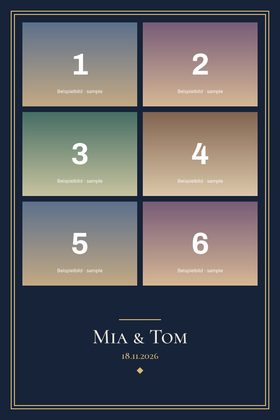 1
Beispielbild · sample
2
Beispielbild · sample
3
Beispielbild · sample
4
Beispielbild · sample
5
Beispielbild · sample
6
Beispielbild · sample
Mia & Tom
18.11.2026